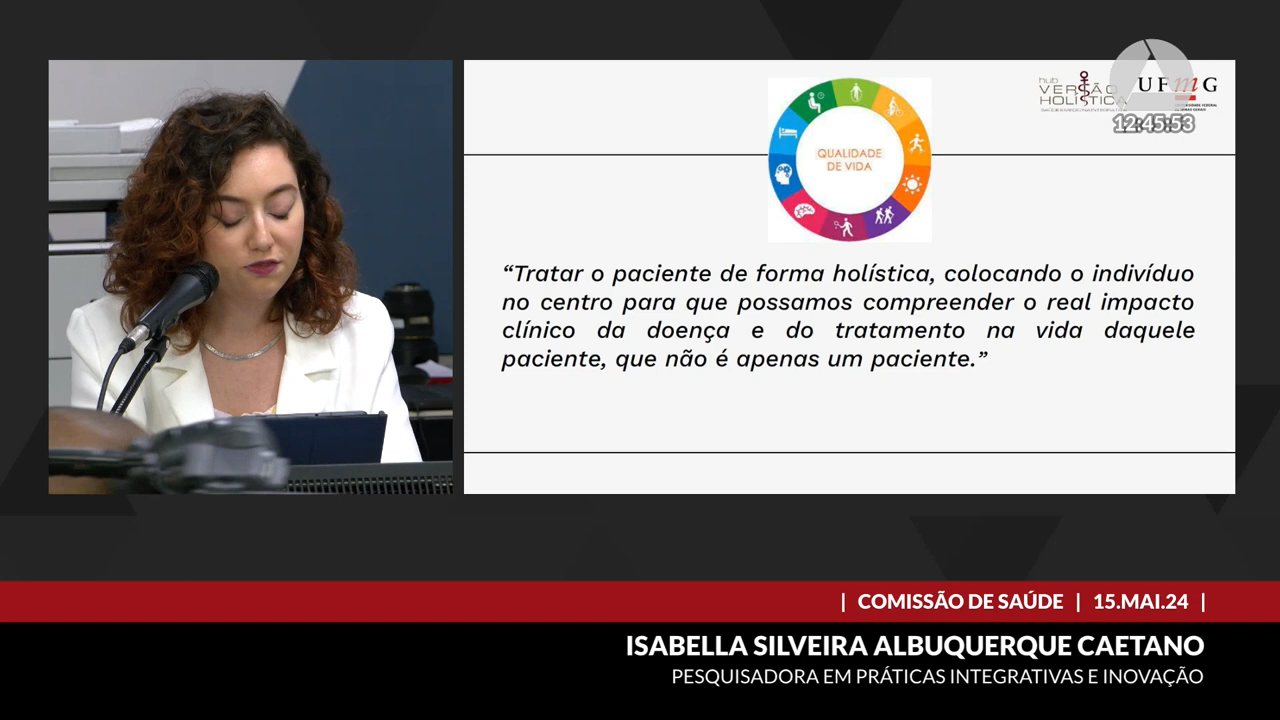 hub
VERSÃO
HOLÍSTICA
UFmG
12:45:53
QUALIDADE
DE VIDA
“Tratar o paciente de forma holística, colocando o indivíduo
no centro para que possamos compreender o real impacto
clínico da doença e do tratamento na vida daquele
paciente, que não é apenas um paciente.”
| COMISSÃO DE SAÚDE | 15.MAI.24 |
ISABELLA SILVEIRA ALBUQUERQUE CAETANO
PESQUISADORA EM PRÁTICAS INTEGRATIVAS E INOVAÇÃO